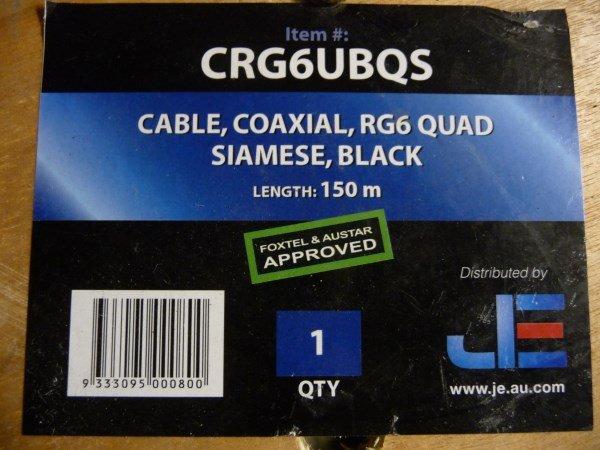 Item #:
CRG6UBQS
CABLE, COAXIAL, RG6 QUAD
SIAMESE, BLACK
LENGTH: 150 m
FOXTEL & AUSTAR
APPROVED
Distributed by
JE
www.je.au.com
1
QTY
9 333095 000800